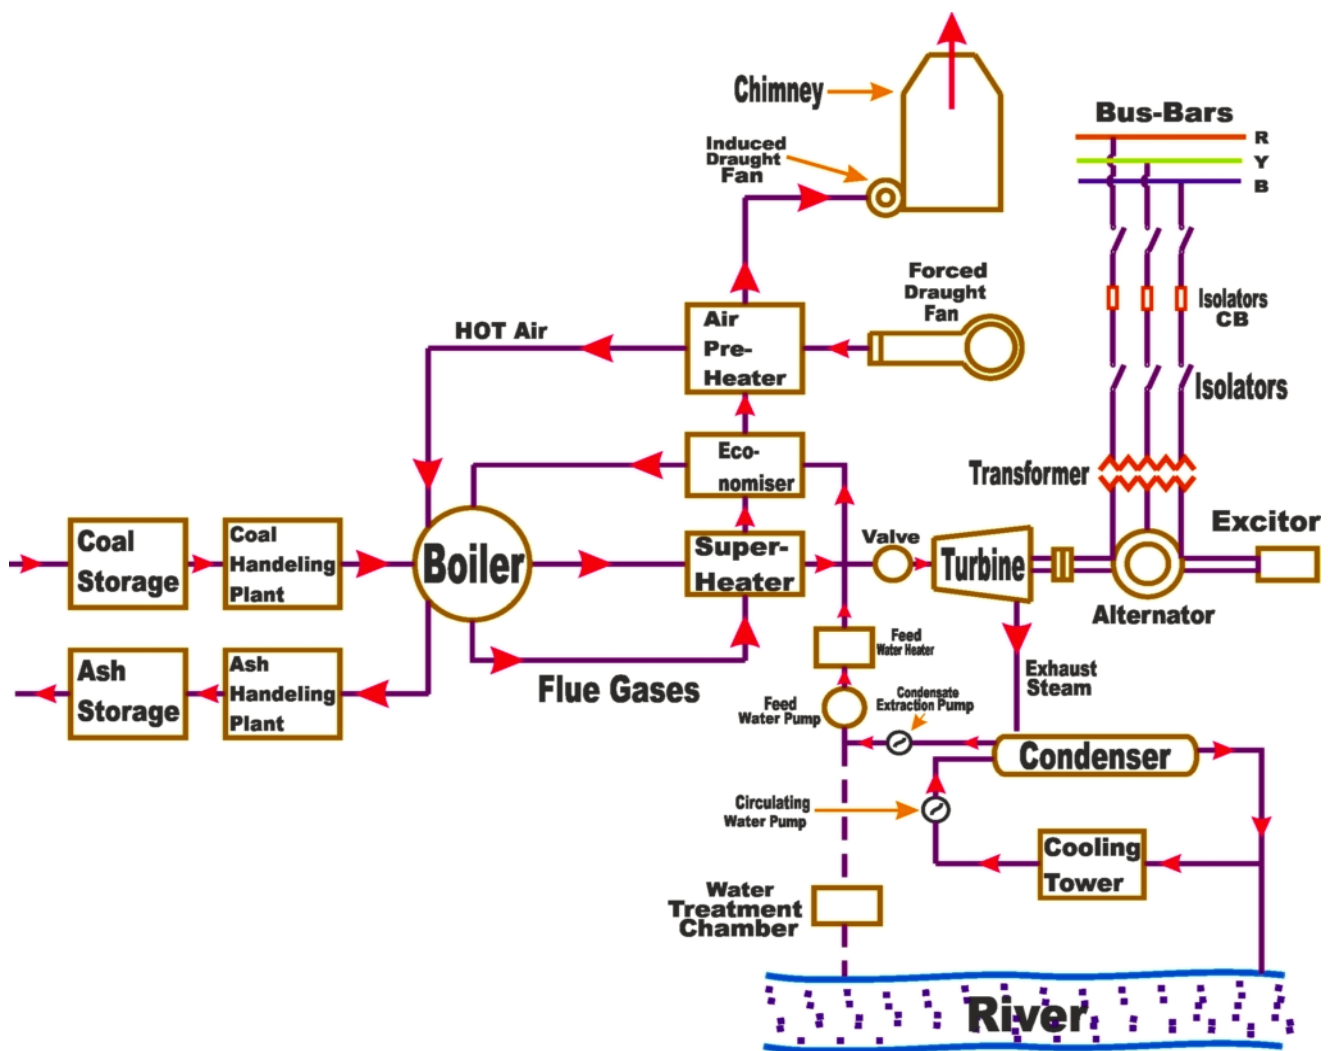 Chimney
Induced
Draught
Fan
Bus-Bars
R
Y
B
Forced
Draught
Fan
Isolators
CB
HOT Air
Air
Pre-
Heater
Isolators
Eco-
nomiser
Transformer
Excitor
Coal
Storage
Coal
Handeling
Plant
Boiler
Super-
Heater
Valve
Turbine
Alternator
Ash
Storage
Ash
Handeling
Plant
Flue Gases
Feed
Water Heater
Exhaust
Steam
Feed
Water Pump
Condensate
Extraction Pump
Condenser
Circulating
Water Pump
Cooling
Tower
Water
Treatment
Chamber
River